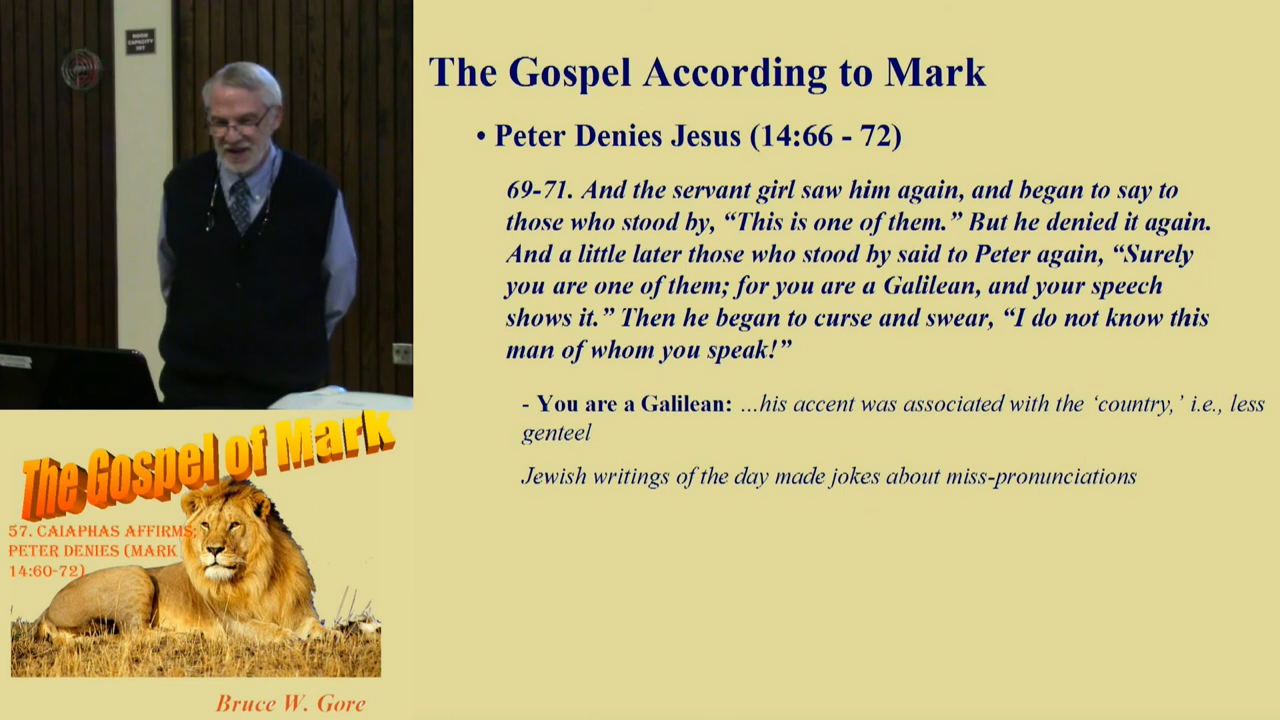 ROOM
CAPACITY
The Gospel According to Mark
• Peter Denies Jesus (14:66 - 72)
69-71. And the servant girl saw him again, and began to say to
those who stood by, “This is one of them.” But he denied it again.
And a little later those who stood by said to Peter again, “Surely
you are one of them; for you are a Galilean, and your speech
shows it.” Then he began to curse and swear, “I do not know this
man of whom you speak!”
- You are a Galilean: …his accent was associated with the ‘country,’ i.e., less
genteel
Jewish writings of the day made jokes about miss-pronunciations
The Gospel of Mark
57. CAIAPHAS AFFIRMS;
PETER DENIES (MARK
14:60-72)
Bruce W. Gore